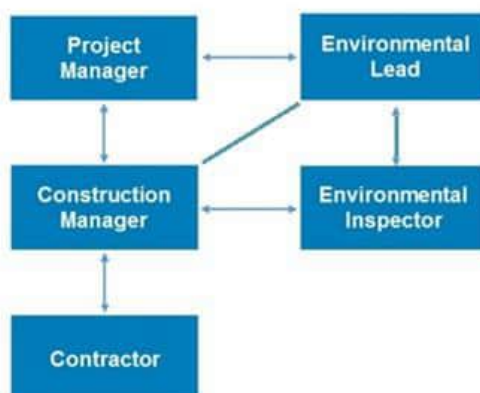 Project
Manager
Environmental
Lead
Construction
Manager
Environmental
Inspector
Contractor